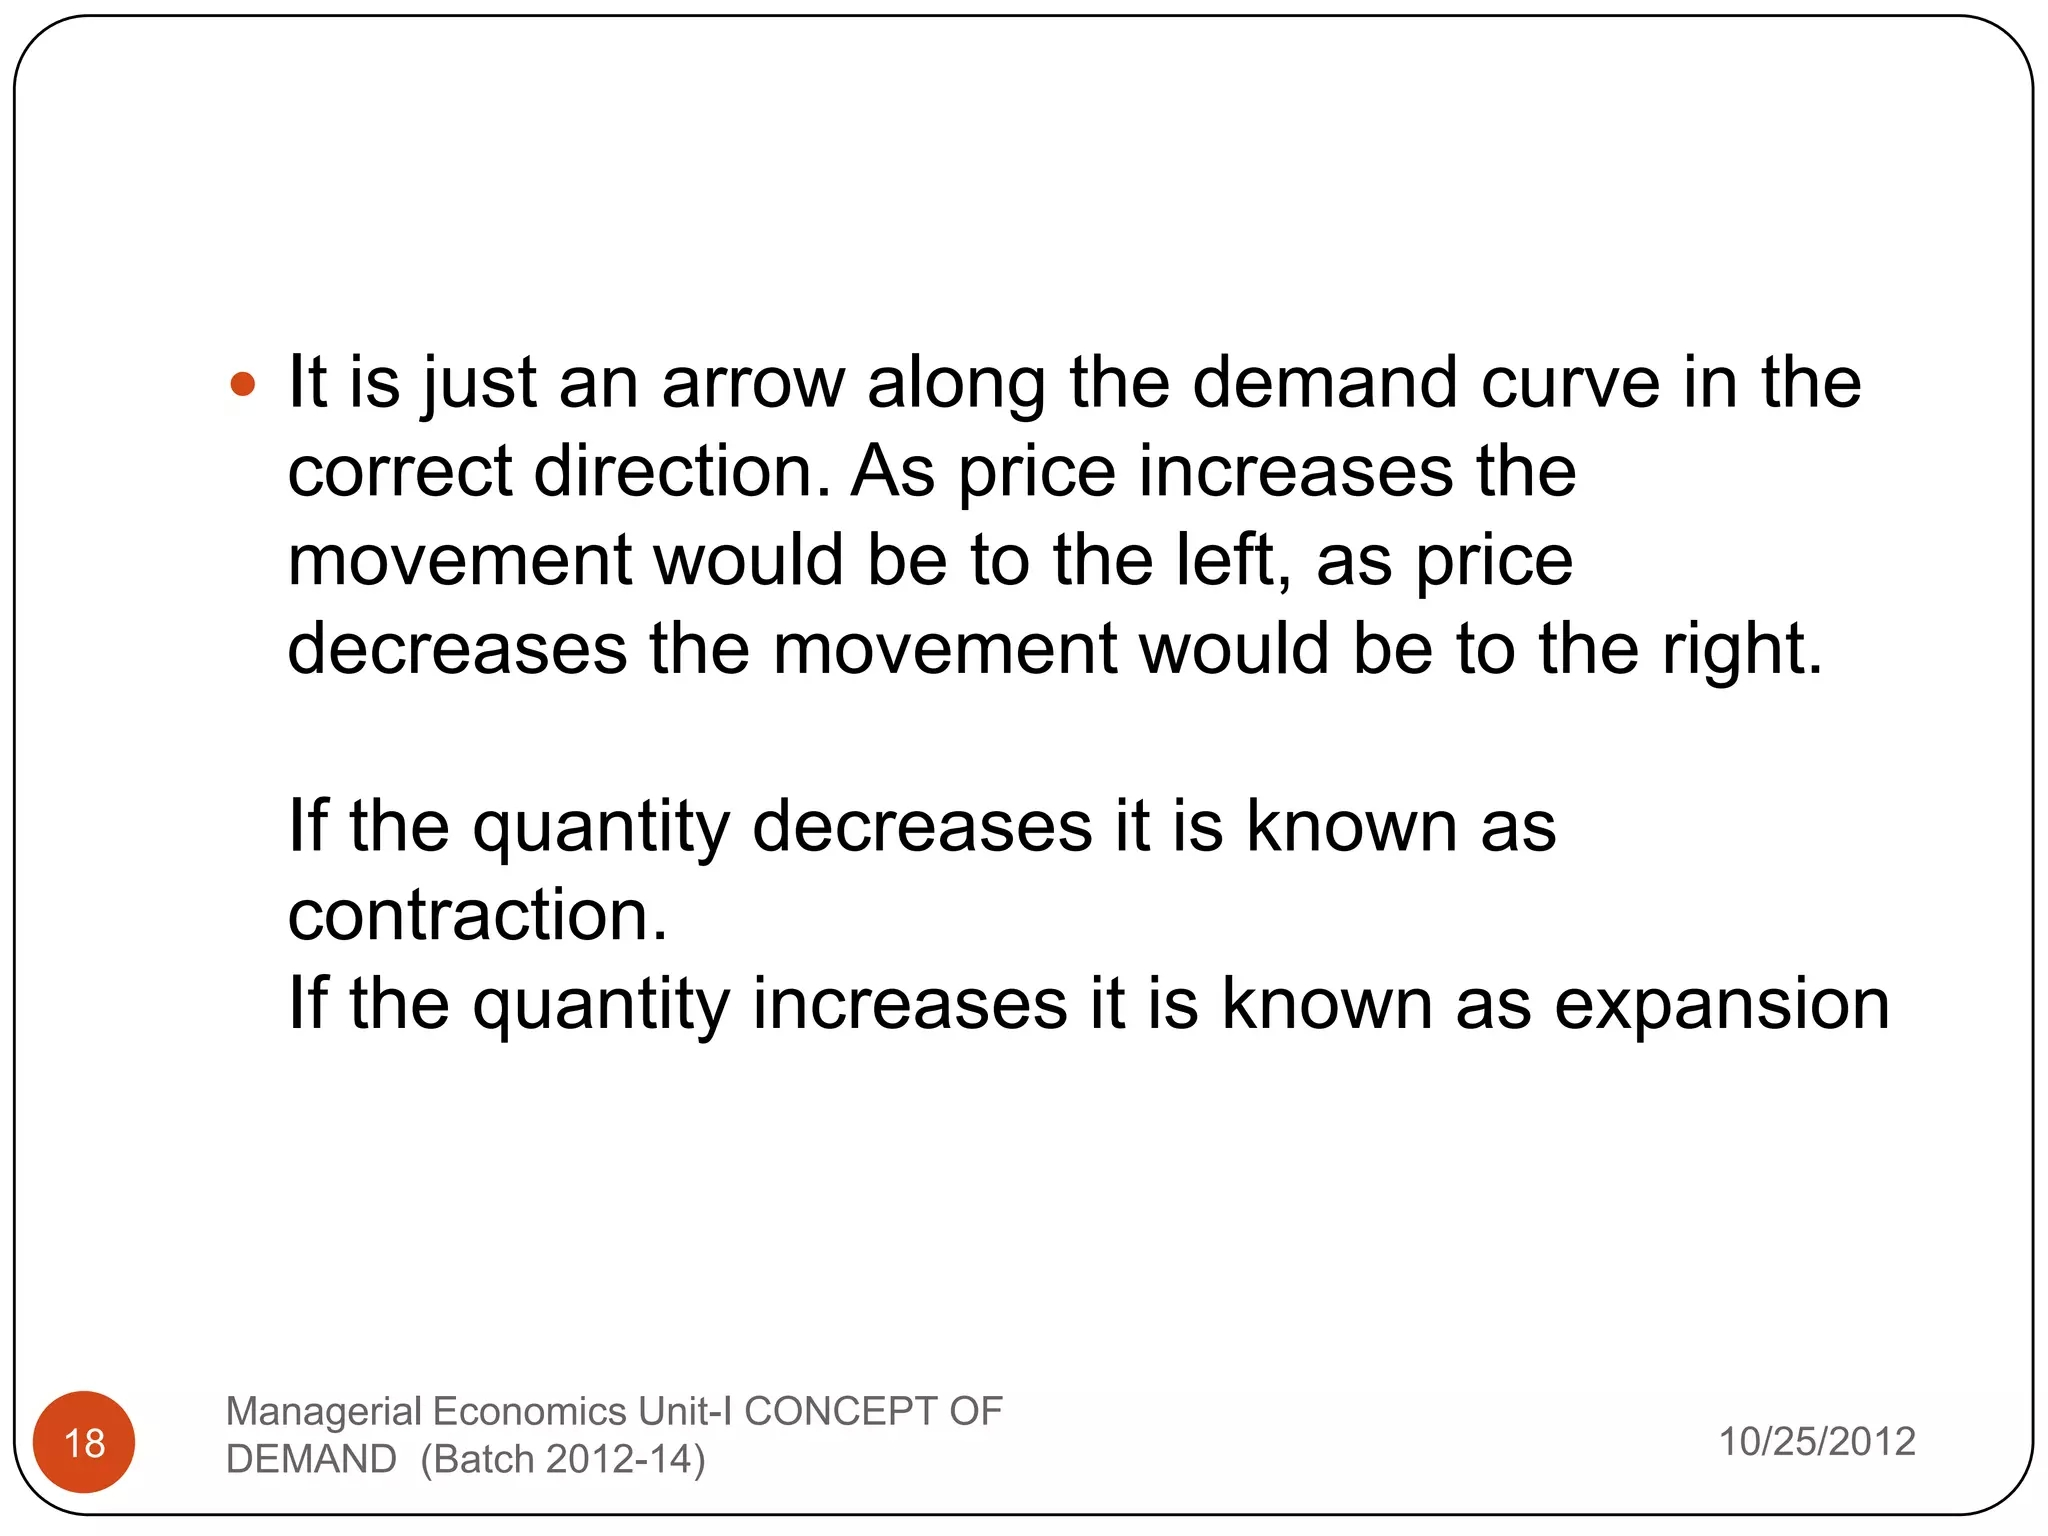 • It is just an arrow along the demand curve in the
correct direction. As price increases the
movement would be to the left, as price
decreases the movement would be to the right.
If the quantity decreases it is known as
contraction.
If the quantity increases it is known as expansion
18
Managerial Economics Unit-I CONCEPT OF
DEMAND (Batch 2012-14)
10/25/2012